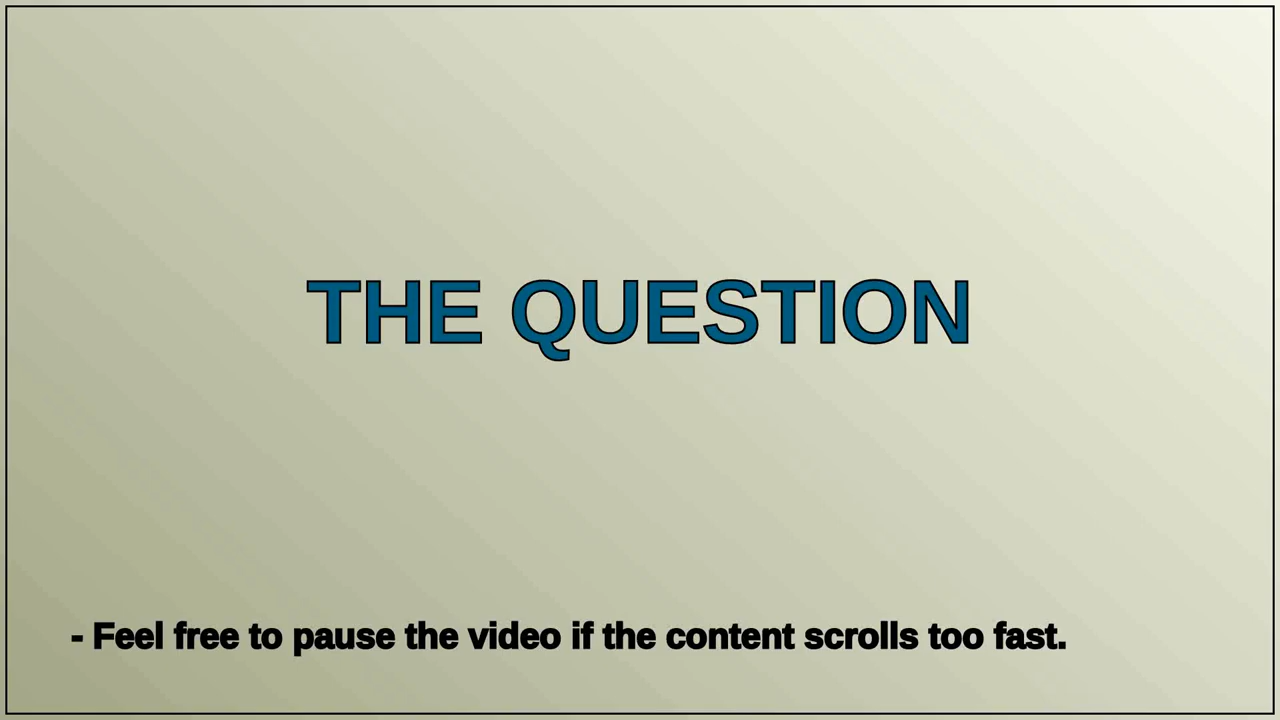 THE QUESTION
- Feel free to pause the video if the content scrolls too fast.